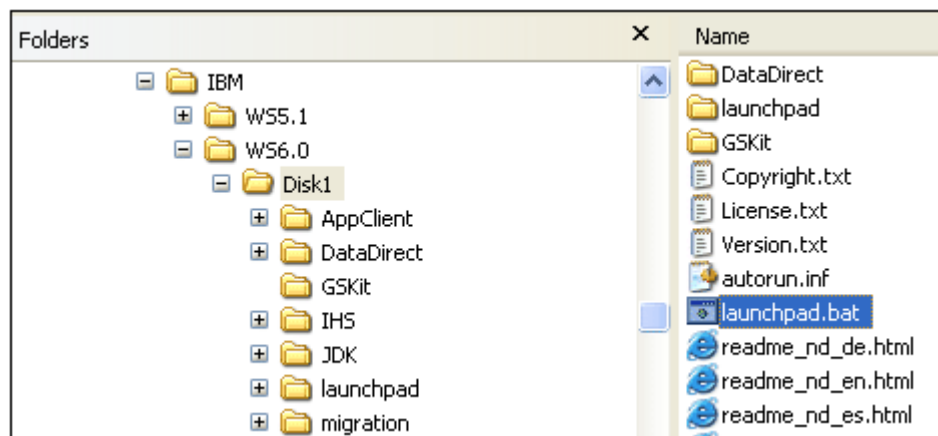 Folders
IBM
WS5.1
WS6.0
Disk1
AppClient
DataDirect
GSKit
IHS
JDK
launchpad
migration
Name
DataDirect
launchpad
GSKit
Copyright.txt
License.txt
Version.txt
autorun.inf
launchpad.bat
readme_nd_de.html
readme_nd_en.html
readme_nd_es.html